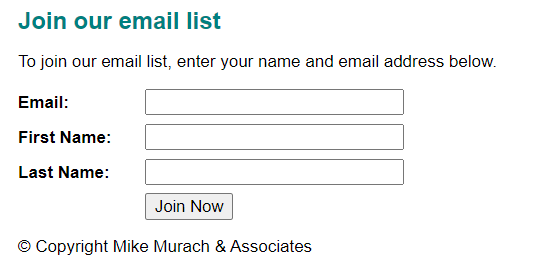 Join our email list
To join our email list, enter your name and email address below.
Email:
First Name:
Last Name:
Join Now
© Copyright Mike Murach & Associates